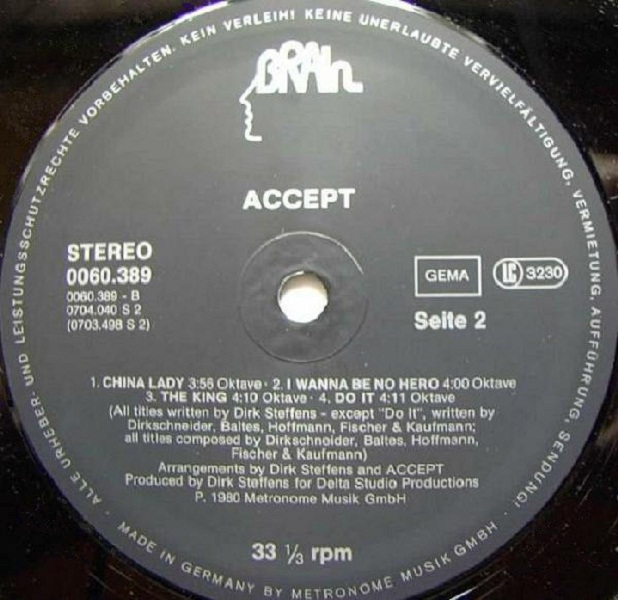 · ALLE URHEBER- UND LEISTUNGSSCHUTZRECHTE VORBEHALTEN. KEIN VERLEIH! KEINE UNERLAUBTE VERVIELFÄLTIGUNG, VERMIETUNG, AUFFÜHRUNG, SENDUNG! ·
BRAIN
ACCEPT
STEREO
0060.389
0060.389 - B
0704.040 S 2
(0703.498 S 2)
GEMA
LC 3230
Seite 2
1. CHINA LADY 3:56 Oktave · 2. I WANNA BE NO HERO 4:00 Oktave
3. THE KING 4:10 Oktave · 4. DO IT 4:11 Oktave
(All titles written by Dirk Steffens - except "Do It", written by
Dirkschneider, Baltes, Hoffmann, Fischer & Kaufmann;
all titles composed by Dirkschneider, Baltes, Hoffmann,
Fischer & Kaufmann)
Arrangements by Dirk Steffens and ACCEPT
Produced by Dirk Steffens for Delta Studio Productions
P. 1980 Metronome Musik GmbH
33 1/3 rpm
MADE IN GERMANY BY METRONOME MUSIK GMBH